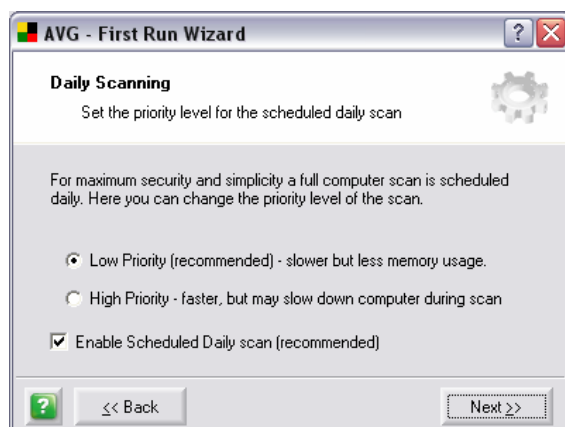 AVG - First Run Wizard
Daily Scanning
Set the priority level for the scheduled daily scan
For maximum security and simplicity a full computer scan is scheduled
daily. Here you can change the priority level of the scan.
Low Priority (recommended) - slower but less memory usage.
High Priority - faster, but may slow down computer during scan
Enable Scheduled Daily scan (recommended)
? << Back Next >>